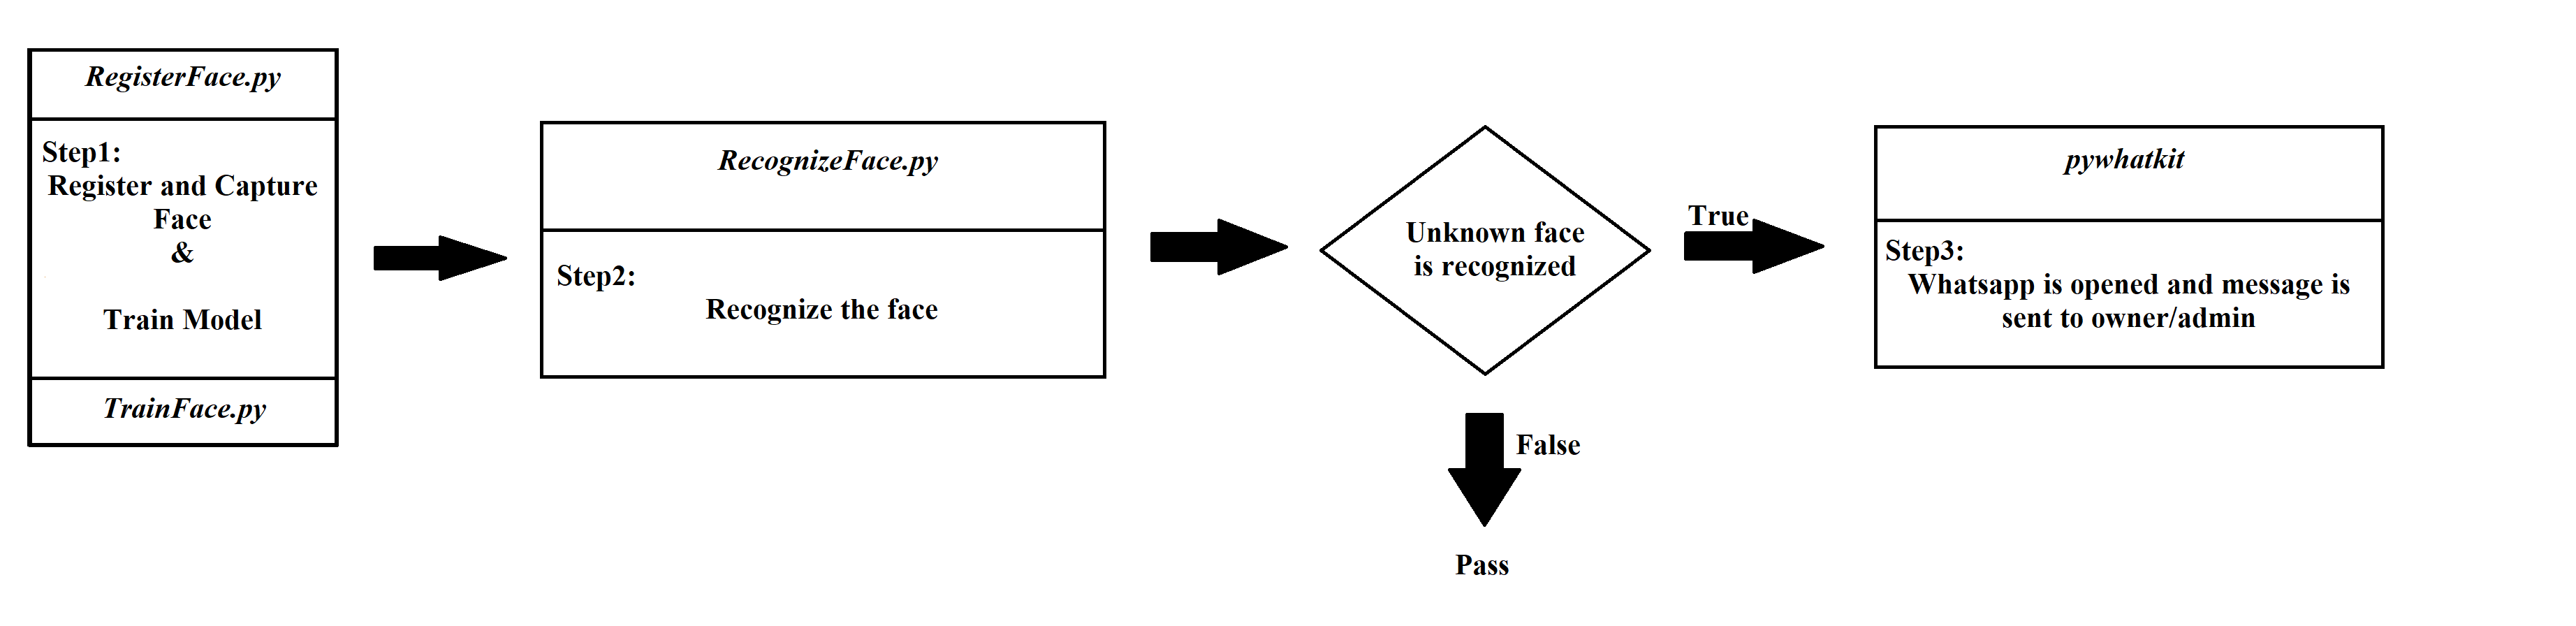 RegisterFace.py
Step1:
Register and Capture
Face
&
Train Model
TrainFace.py
RecognizeFace.py
Step2:
Recognize the face
Unknown face
is recognized
True
False
Pass
pywhatkit
Step3:
Whatsapp is opened and message is
sent to owner/admin